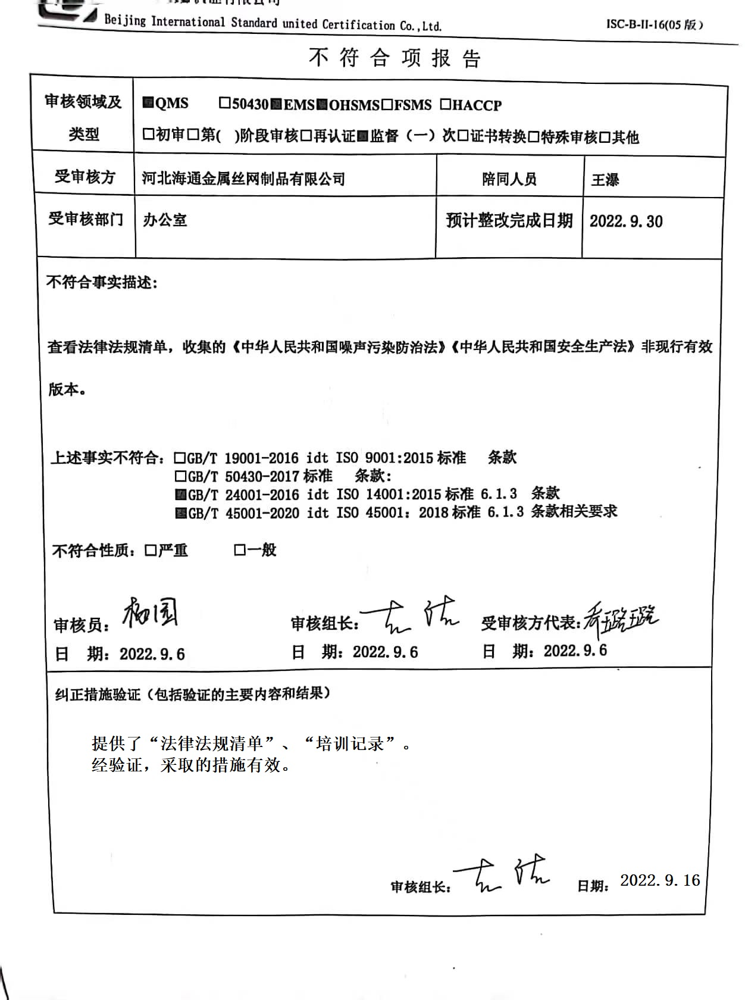 Beijing International Standard united Certification Co.,Ltd.
ISC-B-II-16(05 版)
不符合项报告
审核领域及类型
■QMS □50430■EMS■OHSMS□FSMS □HACCP
□初审□第( )阶段审核□再认证■监督（一）次□证书转换□特殊审核□其他
受审核方 河北海通金属丝网制品有限公司 陪同人员 王瀑
受审核部门 办公室 预计整改完成日期 2022.9.30
不符合事实描述:
查看法律法规清单，收集的《中华人民共和国噪声污染防治法》《中华人民共和国安全生产法》非现行有效
版本。
上述事实不符合：□GB/T 19001-2016 idt ISO 9001:2015 标准 条款
□GB/T 50430-2017 标准 条款：
■GB/T 24001-2016 idt ISO 14001:2015 标准 6.1.3 条款
■GB/T 45001-2020 idt ISO 45001：2018 标准 6.1.3 条款相关要求
不符合性质：□严重 □一般
审核员： 审核组长： 受审核方代表: 乔璐璐
日 期：2022.9.6 日 期：2022.9.6 日 期：2022.9.6
纠正措施验证（包括验证的主要内容和结果）
提供了“法律法规清单”、“培训记录”。
经验证，采取的措施有效。
审核组长： 日期： 2022.9.16